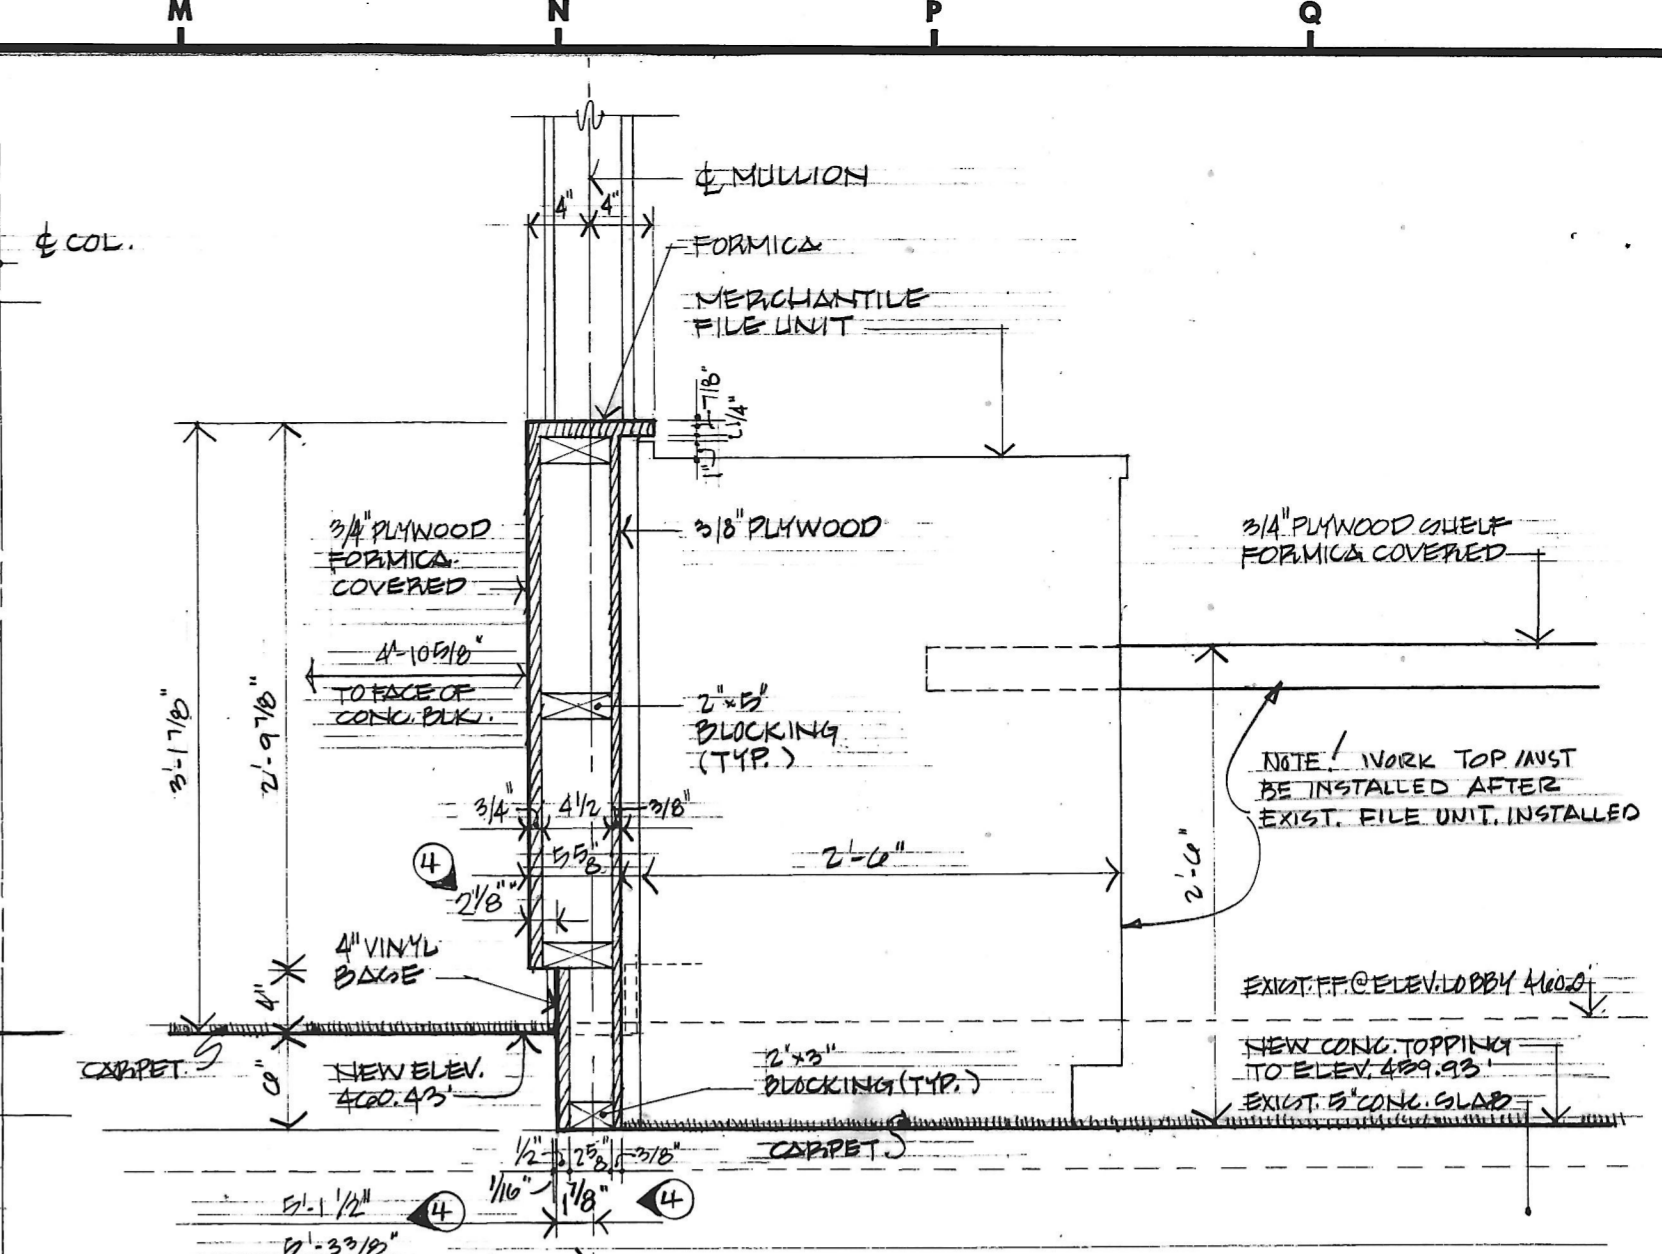 M
N
P
Q
℄ MULLION
4"
4"
℄ COL.
FORMICA
MERCHANTILE
FILE UNIT
7/8"
1/4"
1"
3/4" PLYWOOD
FORMICA
COVERED
3/8" PLYWOOD
3/4" PLYWOOD SHELF
FORMICA COVERED
4'-10 5/8"
TO FACE OF
CONC. BLK.
3'-1 7/8"
2'-9 7/8"
2"x5"
BLOCKING
(TYP.)
NOTE! WORK TOP MUST
BE INSTALLED AFTER
EXIST. FILE UNIT. INSTALLED
3/4"
4 1/2
3/8"
4
5 5/8"
2'-6"
2'-6"
2 1/8"
4" VINYL
BASE
4"
EXIST. F.F. @ ELEV. LOBBY
CARPET
6"
NEW ELEV.
460.43'
2"x3"
BLOCKING (TYP.)
NEW CONC. TOPPING
TO ELEV. 459.93'
EXIST. 5" CONC. SLAB
CARPET
1/2"
2 5/8"
3/8"
1/16"
1 7/8"
4
5'-1 1/2"
4
5'-3 3/8"